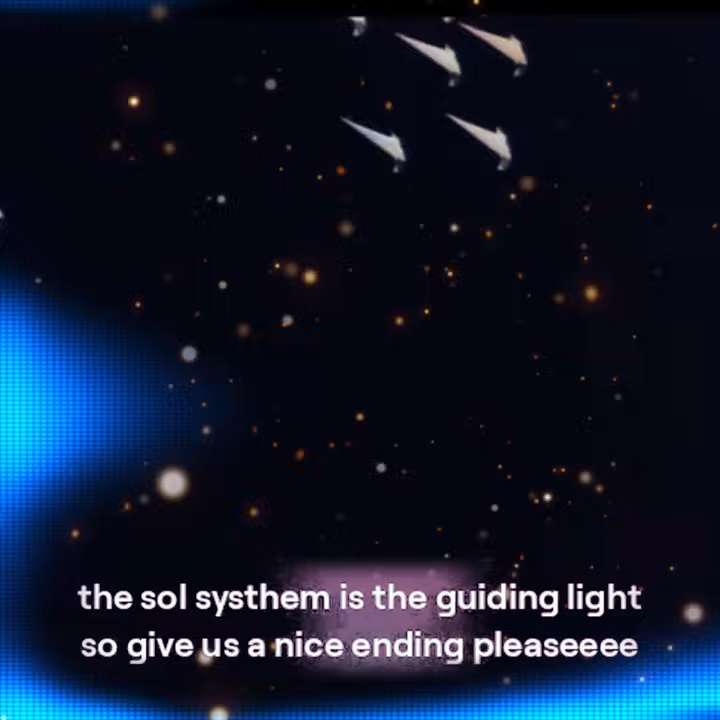 the sol systhem is the guiding light
so give us a nice ending pleaseeee